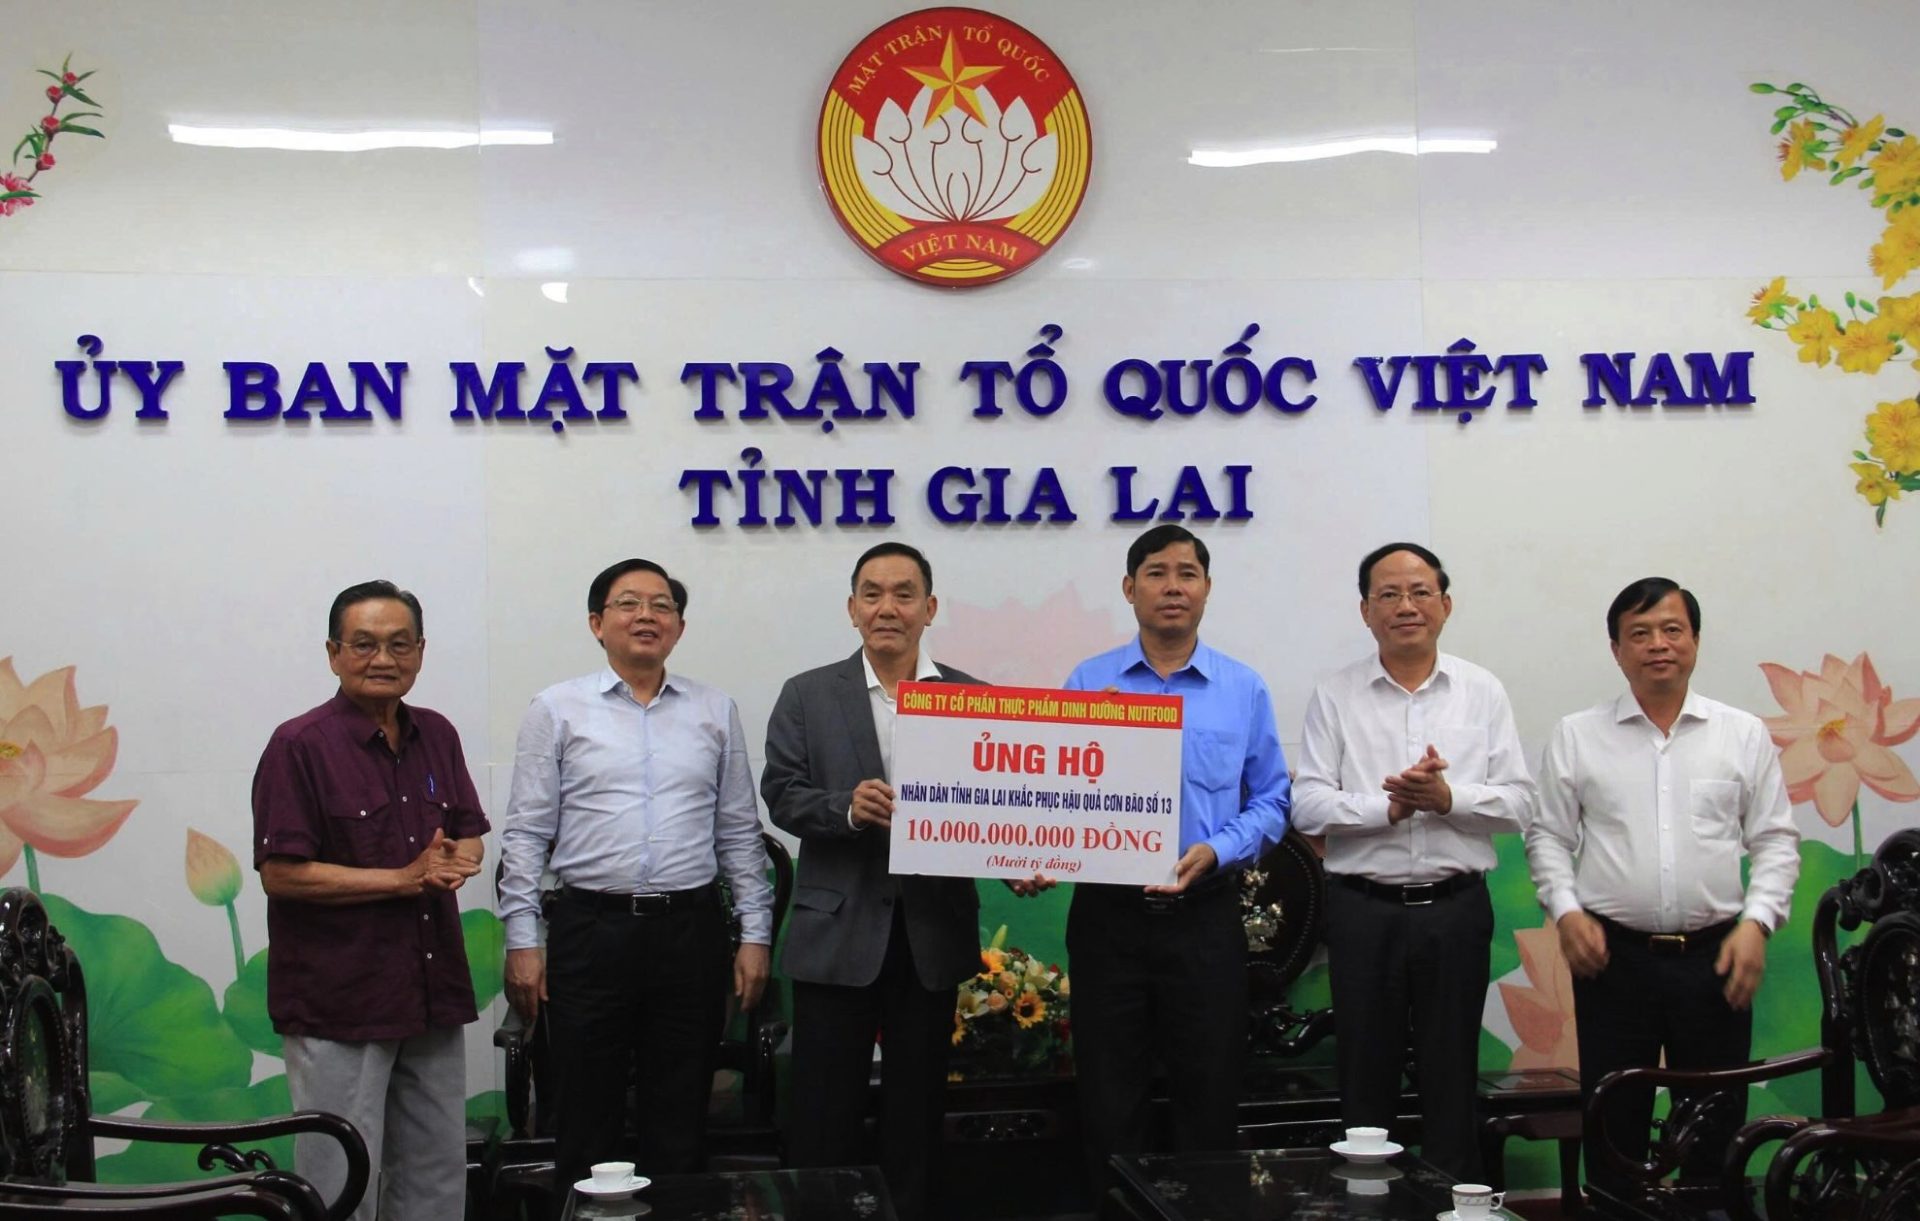 MẶT TRẬN TỔ QUỐC
VIỆT NAM
ỦY BAN MẶT TRẬN TỔ QUỐC VIỆT NAM
TỈNH GIA LAI
CÔNG TY CỔ PHẦN THỰC PHẨM DINH DƯỠNG NUTIFOOD
ỦNG HỘ
NHÂN DÂN TỈNH GIA LAI KHẮC PHỤC HẬU QUẢ CƠN BÃO SỐ 13
10.000.000.000 ĐỒNG
(Mười tỷ đồng)